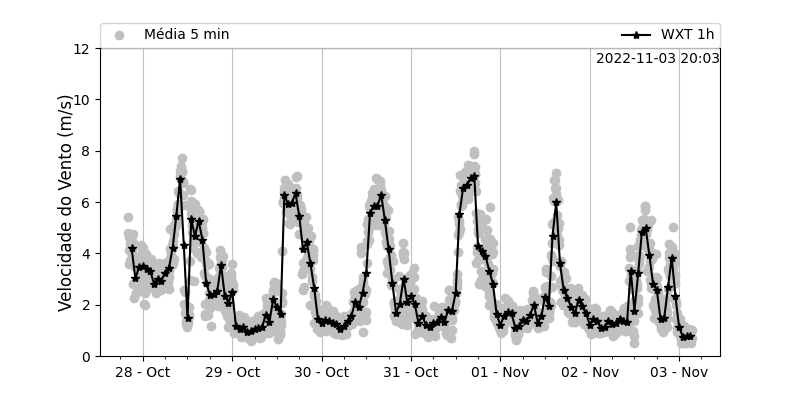 Média 5 min
WXT 1h
2022-11-03 20:03
Velocidade do Vento (m/s)
12
10
8
6
4
2
0
28 - Oct
29 - Oct
30 - Oct
31 - Oct
01 - Nov
02 - Nov
03 - Nov